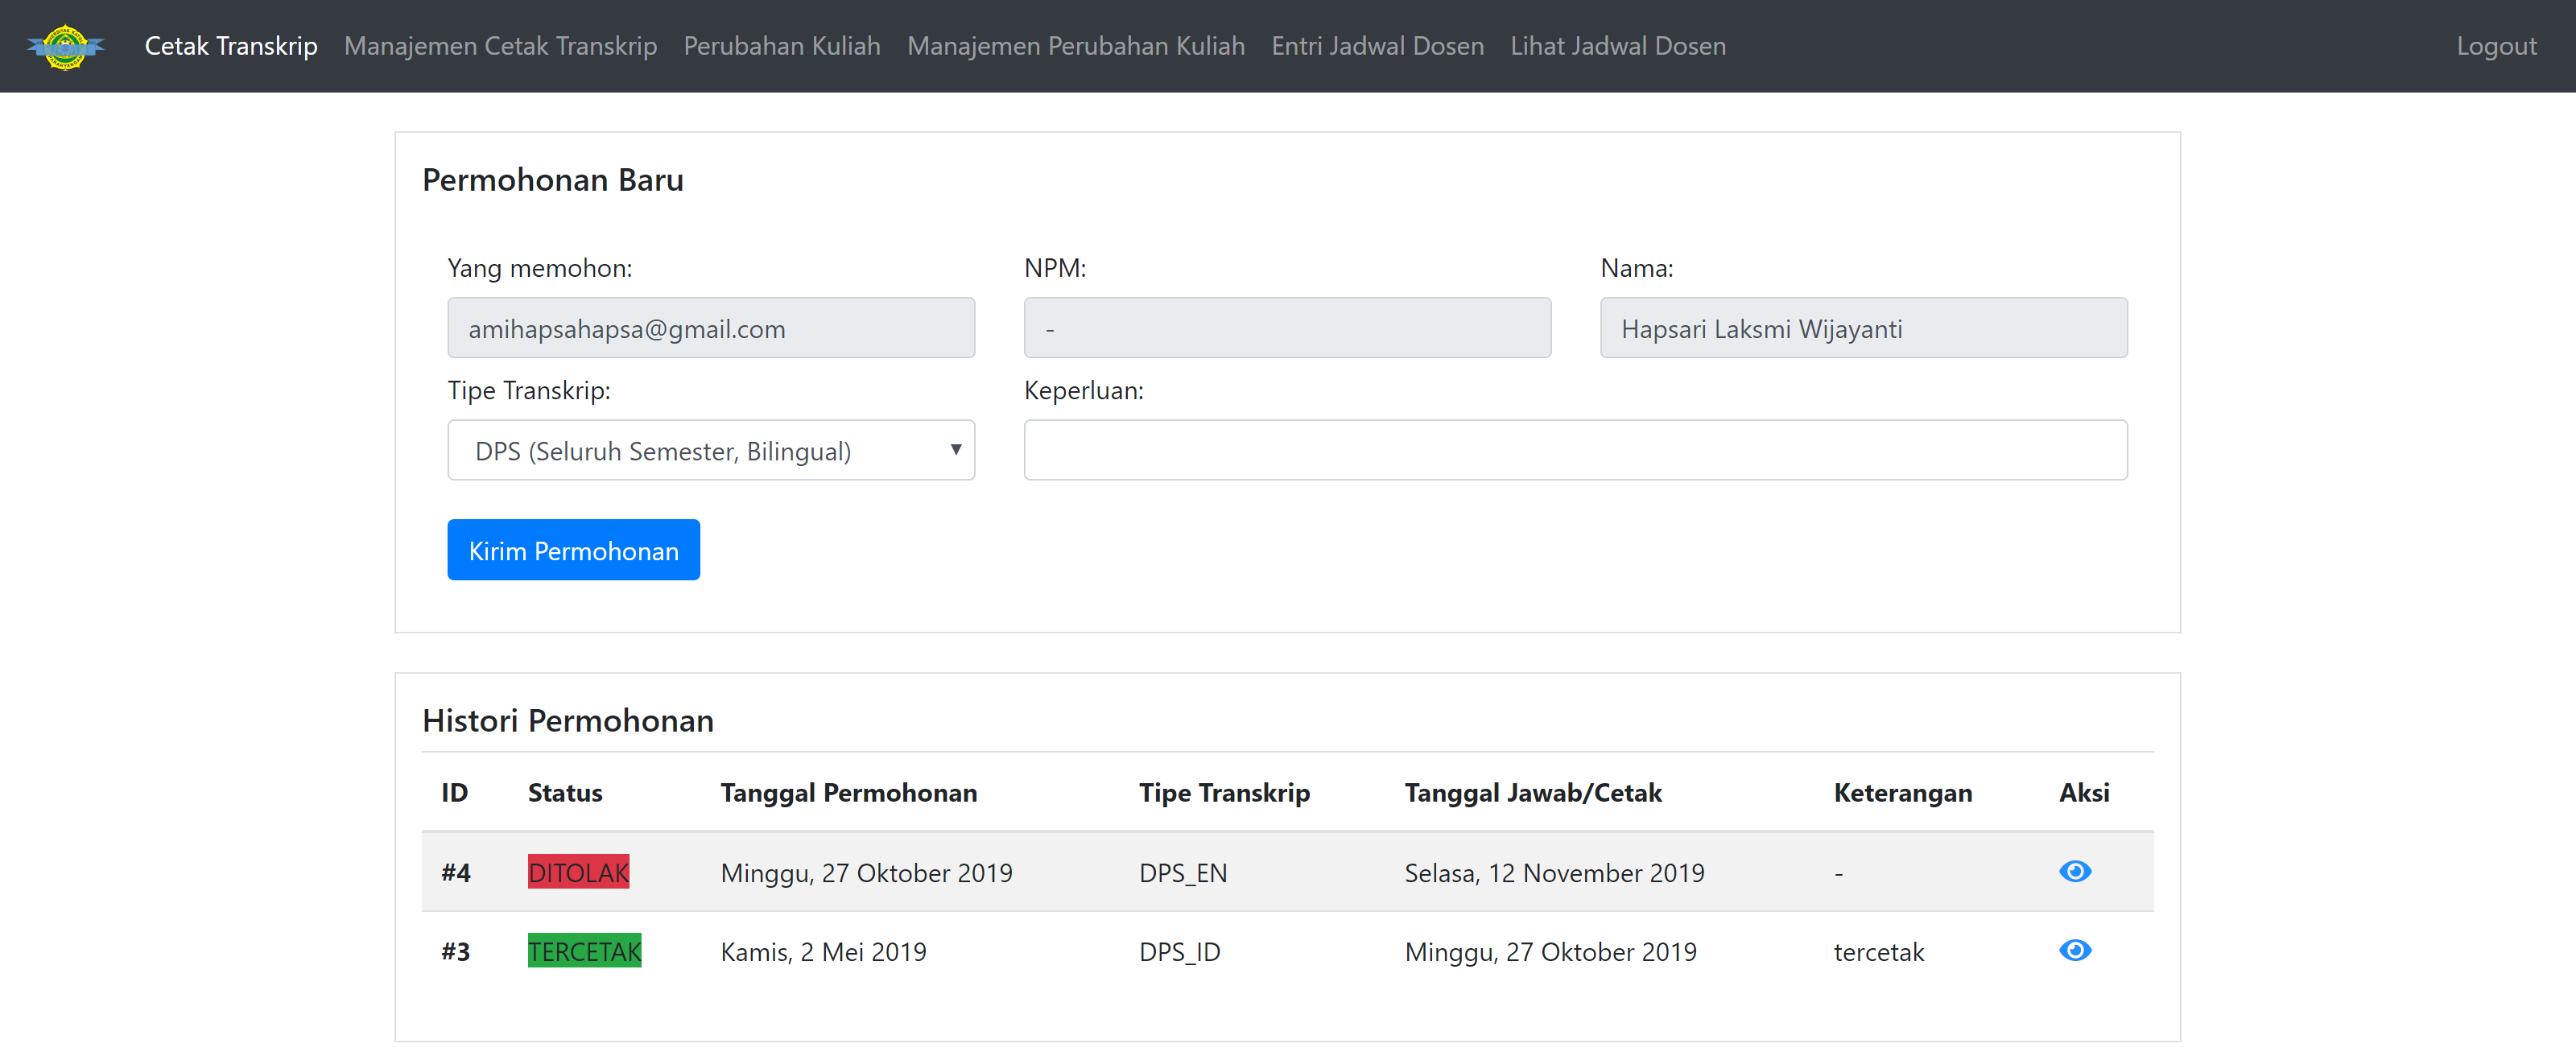 Cetak Transkrip Manajemen Cetak Transkrip Perubahan Kuliah Manajemen Perubahan Kuliah Entri Jadwal Dosen Lihat Jadwal Dosen Logout
Permohonan Baru
Yang memohon: NPM: Nama:
amihapsahapsa@gmail.com - Hapsari Laksmi Wijayanti
Tipe Transkrip: Keperluan:
DPS (Seluruh Semester, Bilingual)
Kirim Permohonan
Histori Permohonan
ID Status Tanggal Permohonan Tipe Transkrip Tanggal Jawab/Cetak Keterangan Aksi
#4 DITOLAK Minggu, 27 Oktober 2019 DPS_EN Selasa, 12 November 2019 -
#3 TERCETAK Kamis, 2 Mei 2019 DPS_ID Minggu, 27 Oktober 2019 tercetak